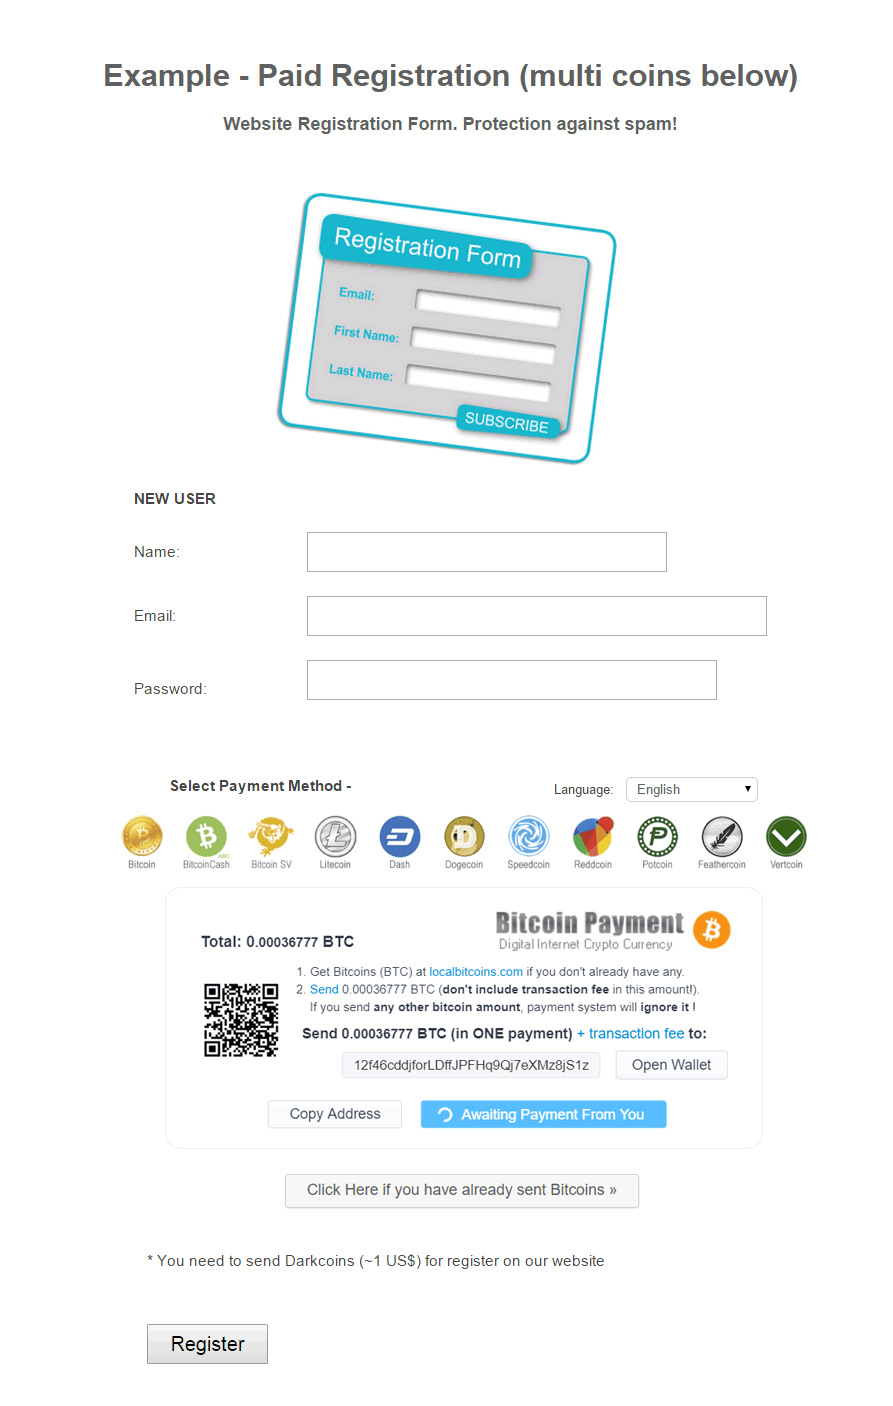 Example - Paid Registration (multi coins below)
Website Registration Form. Protection against spam!
Registration Form
Email:
First Name:
Last Name:
SUBSCRIBE
NEW USER
Name:
Email:
Password:
Select Payment Method -
Language:
English
Bitcoin
BitcoinCash
ABC
Bitcoin SV
Litecoin
Dash
Dogecoin
Speedcoin
Reddcoin
Potcoin
Feathercoin
Vertcoin
Total: 0.00036777 BTC
Bitcoin Payment
Digital Internet Crypto Currency
1. Get Bitcoins (BTC) at localbitcoins.com if you don't already have any.
2. Send 0.00036777 BTC (don't include transaction fee in this amount!).
If you send any other bitcoin amount, payment system will ignore it !
Send 0.00036777 BTC (in ONE payment) + transaction fee to:
12f46cddjforLDffJPFHq9Qj7eXMz8jS1z
Open Wallet
Copy Address
Awaiting Payment From You
Click Here if you have already sent Bitcoins »
* You need to send Darkcoins (~1 US$) for register on our website
Register